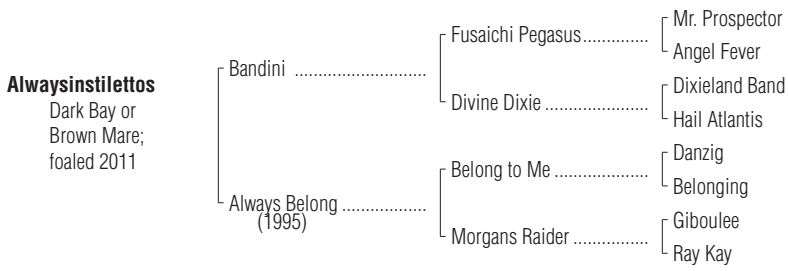 Alwaysinstilettos
Dark Bay or
Brown Mare;
foaled 2011
Bandini ............................
Always Belong ..................
(1995)
Fusaichi Pegasus..............
Divine Dixie ......................
Belong to Me ....................
Morgans Raider ................
Mr. Prospector
Angel Fever
Dixieland Band
Hail Atlantis
Danzig
Belonging
Giboulee
Ray Kay